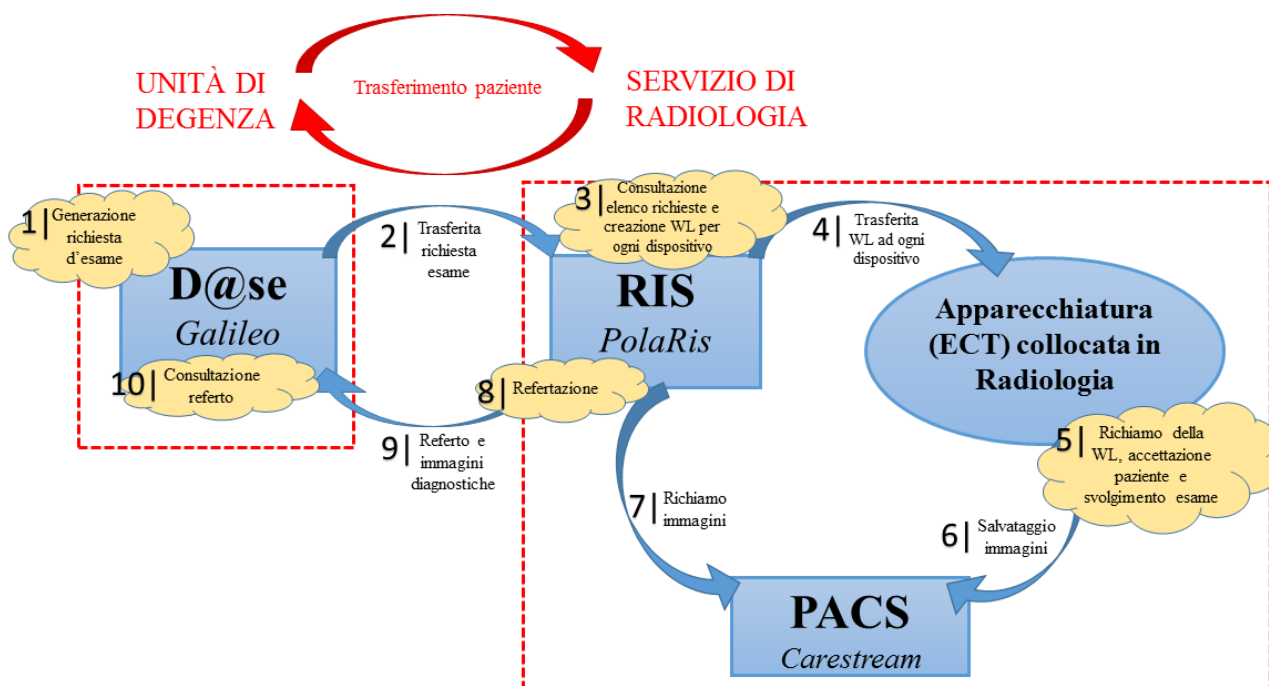 UNITÀ DI
DEGENZA
Trasferimento paziente
SERVIZIO DI
RADIOLOGIA
1| Generazione
richiesta
d'esame
D@se
Galileo
2| Trasferita
richiesta
esame
3| Consultazione
elenco richieste e
creazione WL per
ogni dispositivo
RIS
PolaRis
4| Trasferita
WL ad ogni
dispositivo
Apparecchiatura
(ECT) collocata in
Radiologia
5| Richiamo della
WL, accettazione
paziente e
svolgimento esame
6| Salvataggio
immagini
PACS
Carestream
7| Richiamo
immagini
8| Refertazione
9| Referto e
immagini
diagnostiche
10| Consultazione
referto